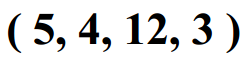 ( 5, 4, 12, 3 )